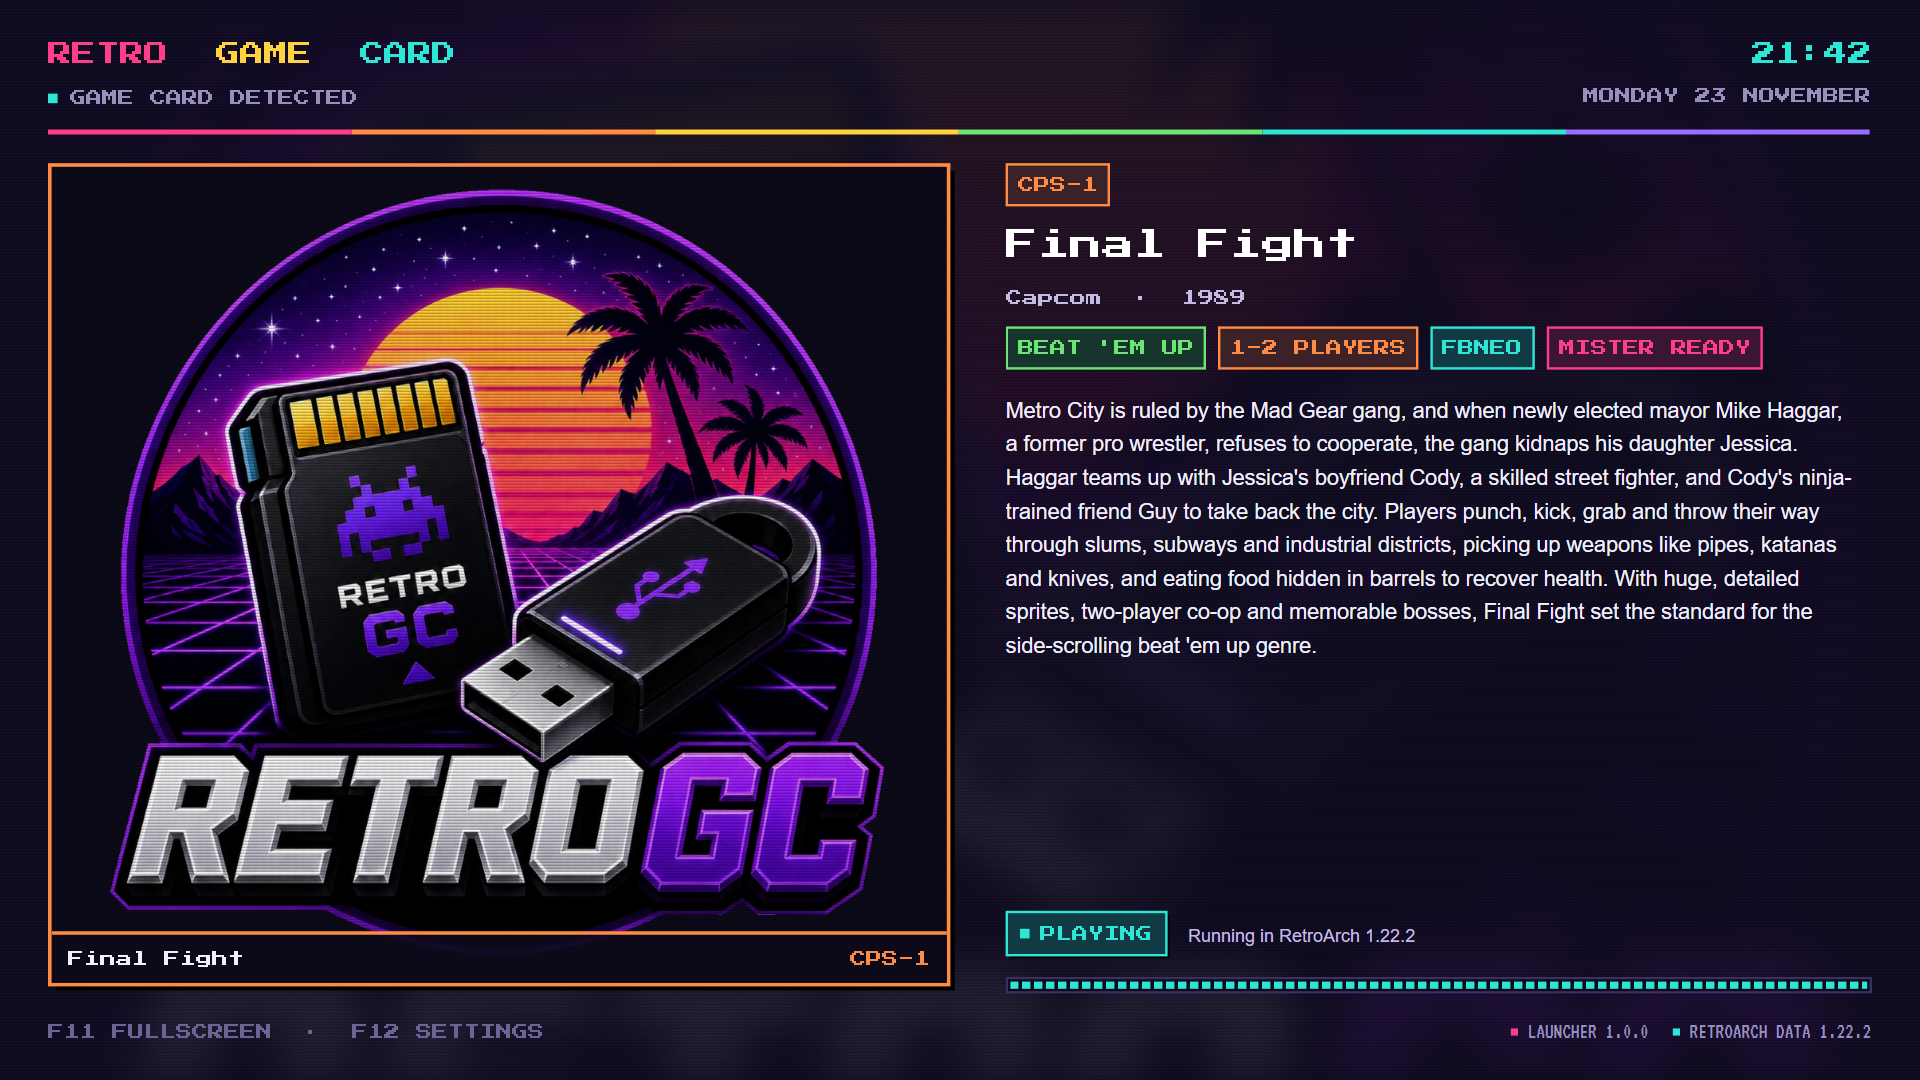 RETRO GAME CARD
21:42
GAME CARD DETECTED
MONDAY 23 NOVEMBER
RETRO
GC
RETROGC
Final Fight
CPS-1
CPS-1
Final Fight
Capcom · 1989
BEAT 'EM UP
1-2 PLAYERS
FBNEO
MISTER READY
Metro City is ruled by the Mad Gear gang, and when newly elected mayor Mike Haggar,
a former pro wrestler, refuses to cooperate, the gang kidnaps his daughter Jessica.
Haggar teams up with Jessica's boyfriend Cody, a skilled street fighter, and Cody's ninja-
trained friend Guy to take back the city. Players punch, kick, grab and throw their way
through slums, subways and industrial districts, picking up weapons like pipes, katanas
and knives, and eating food hidden in barrels to recover health. With huge, detailed
sprites, two-player co-op and memorable bosses, Final Fight set the standard for the
side-scrolling beat 'em up genre.
PLAYING
Running in RetroArch 1.22.2
F11 FULLSCREEN · F12 SETTINGS
LAUNCHER 1.0.0
RETROARCH DATA 1.22.2